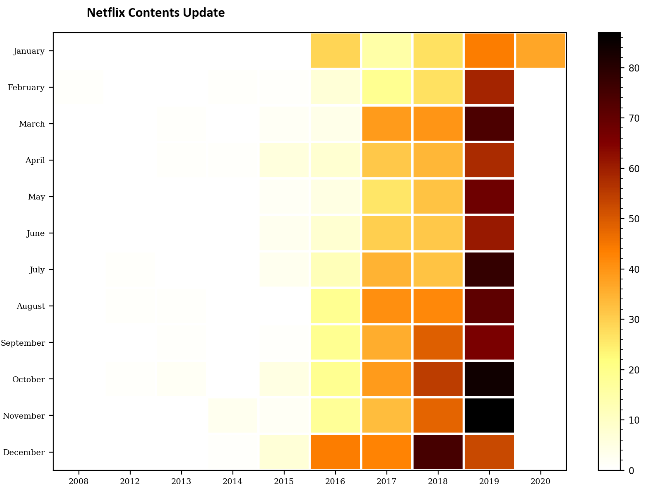 Netflix Contents Update
January
February
March
April
May
June
July
August
September
October
November
December
2008 2012 2013 2014 2015 2016 2017 2018 2019 2020
80
70
60
50
40
30
20
10
0